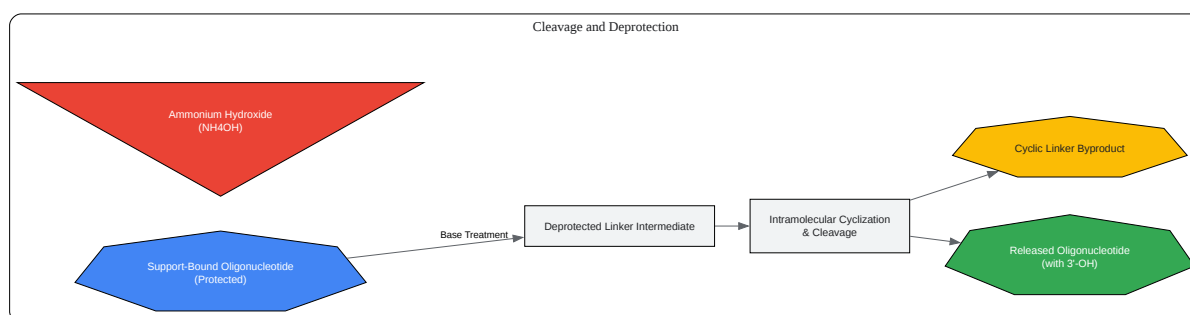 Cleavage and Deprotection
Ammonium Hydroxide
(NH4OH)
Support-Bound Oligonucleotide
(Protected)
Base Treatment
Deprotected Linker Intermediate
Intramolecular Cyclization
& Cleavage
Cyclic Linker Byproduct
Released Oligonucleotide
(with 3'-OH)